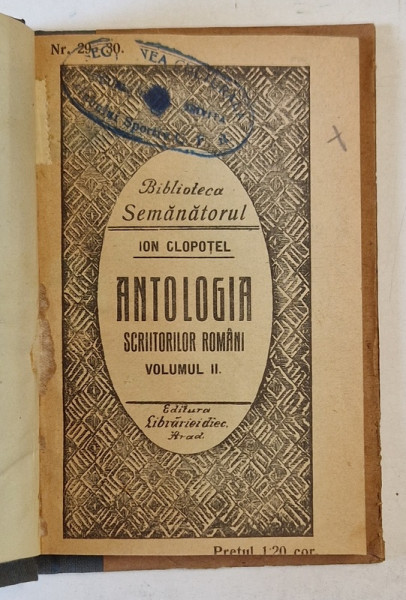 Nr. 29-30.
Biblioteca
Semănătorul
ION CLOPOȚEL
ANTOLOGIA
SCRIITORILOR ROMÂNI
VOLUMUL II.
Editura
Librăriei diec.
Arad.
Prețul 1·20 cor.